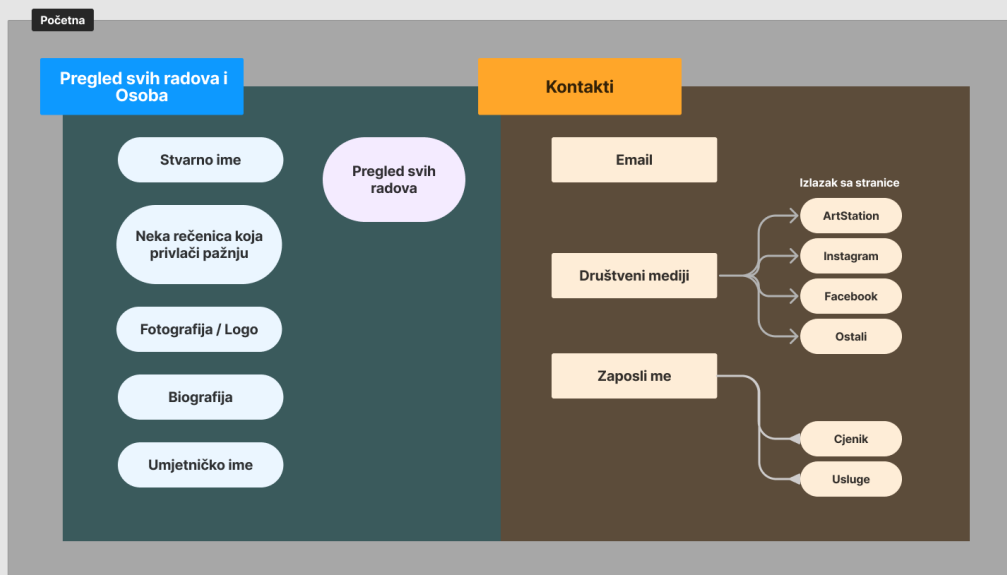 Početna
Pregled svih radova i
Osoba
Stvarno ime
Neka rečenica koja
privlači pažnju
Fotografija / Logo
Biografija
Umjetničko ime
Pregled svih
radova
Kontakti
Email
Društveni mediji
Izlazak sa stranice
ArtStation
Instagram
Facebook
Ostali
Zaposli me
Cjenik
Usluge